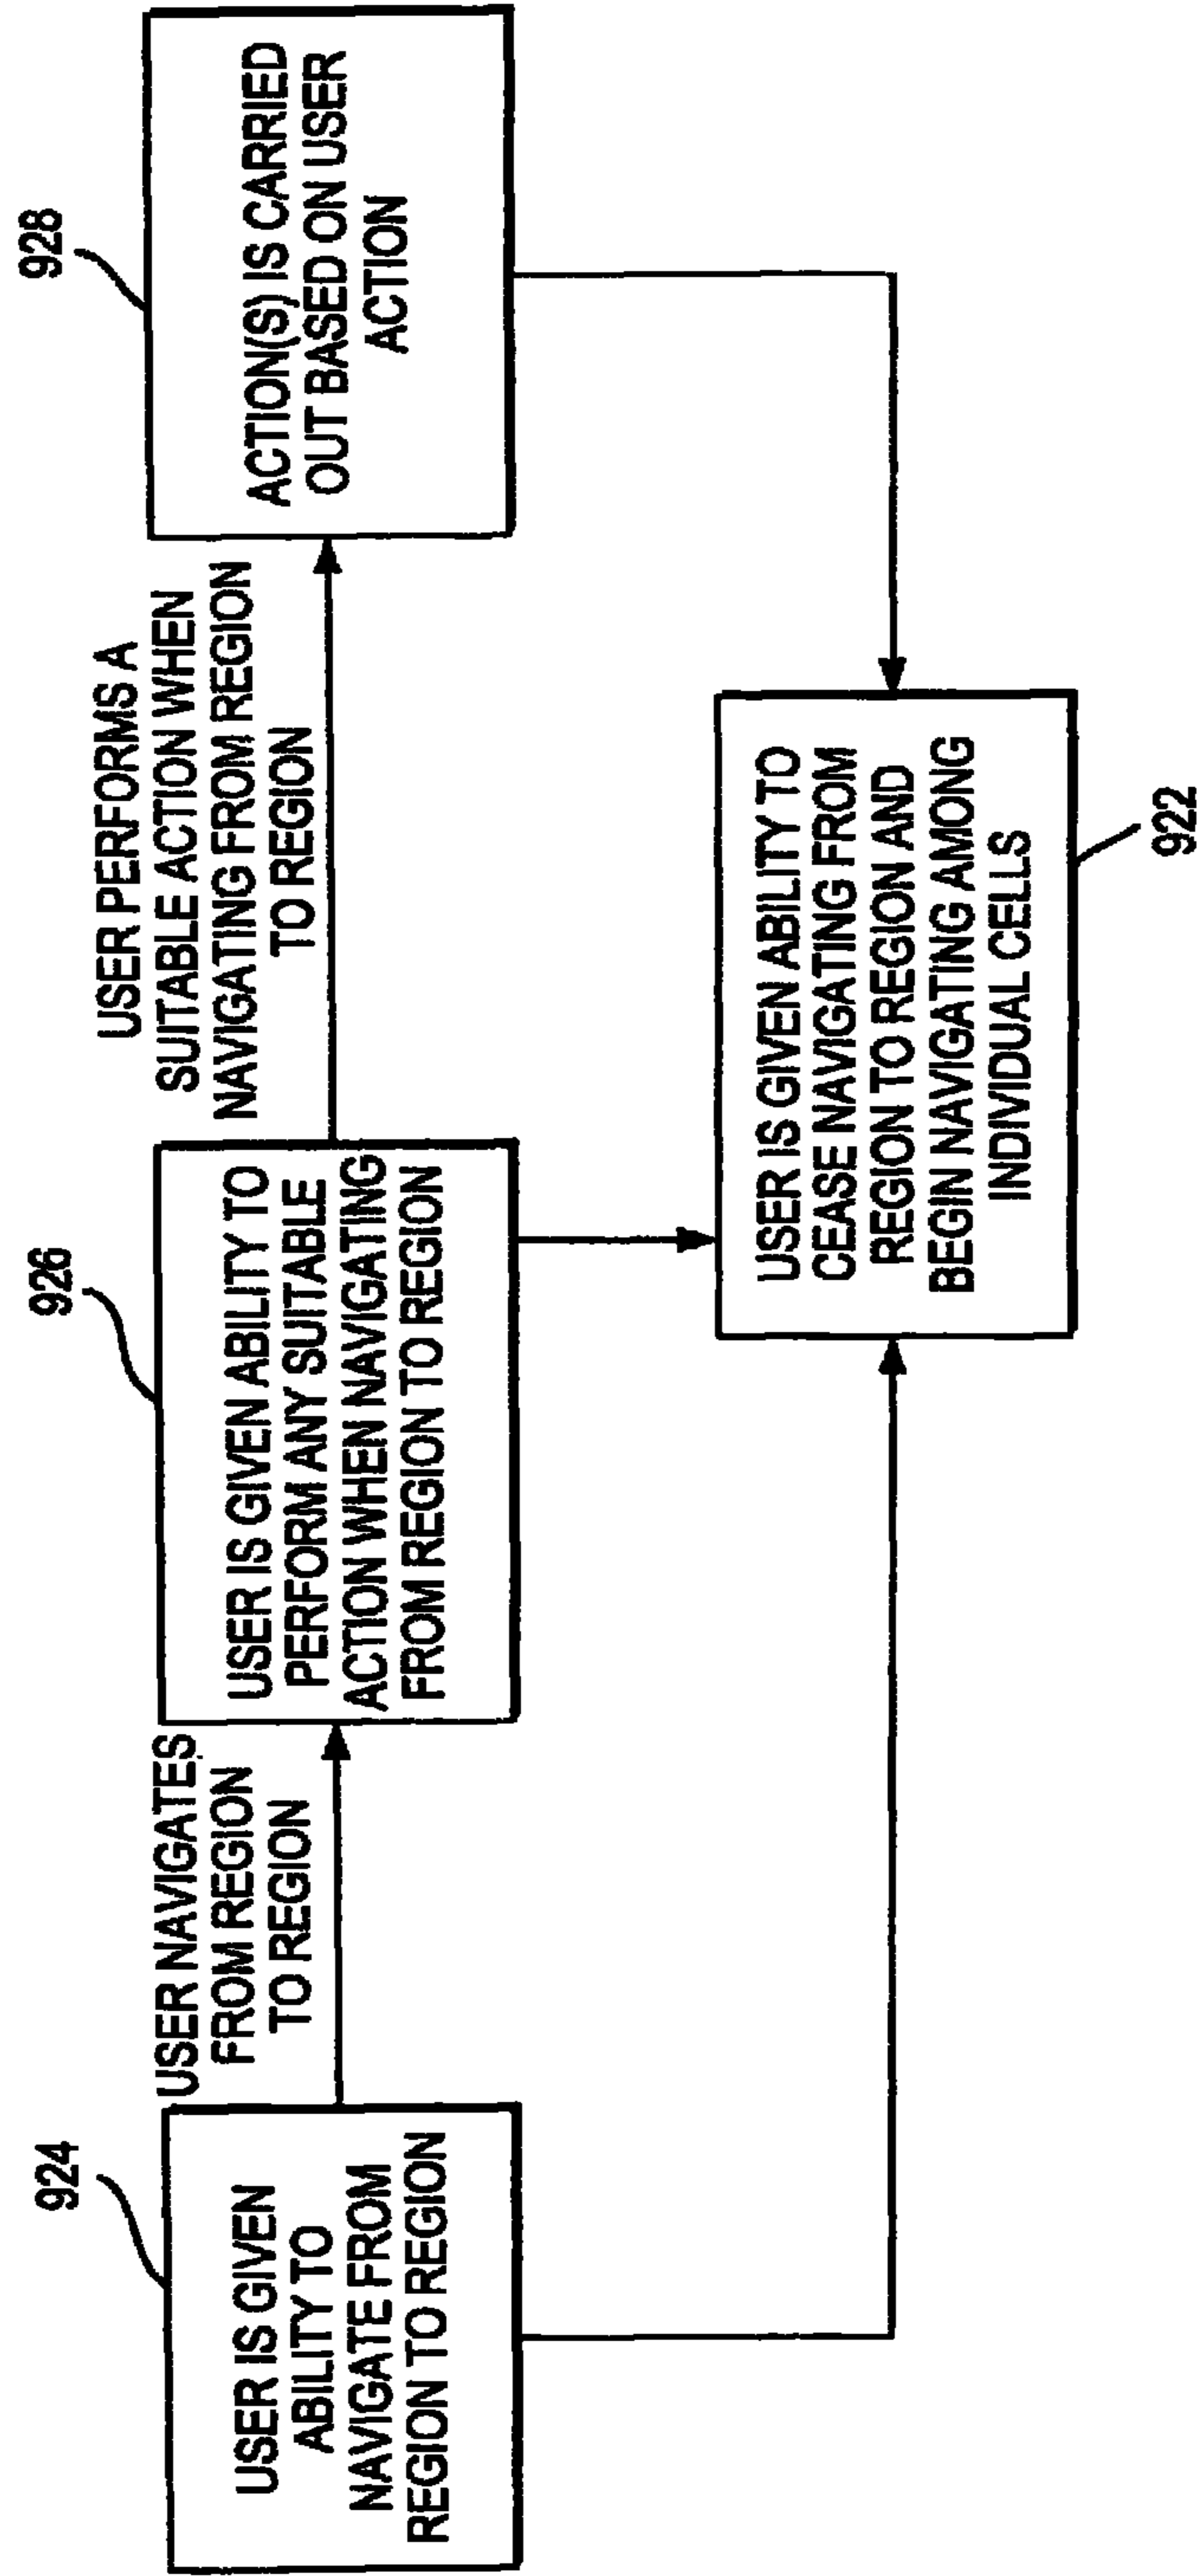 924
USER IS GIVEN
ABILITY TO
NAVIGATE FROM
REGION TO REGION
USER NAVIGATES
FROM REGION
TO REGION
926
USER IS GIVEN ABILITY TO
PERFORM ANY SUITABLE
ACTION WHEN NAVIGATING
FROM REGION TO REGION
USER PERFORMS A
SUITABLE ACTION WHEN
NAVIGATING FROM REGION
TO REGION
928
ACTION(S) IS CARRIED
OUT BASED ON USER
ACTION
USER IS GIVEN ABILITY TO
CEASE NAVIGATING FROM
REGION TO REGION AND
BEGIN NAVIGATING AMONG
INDIVIDUAL CELLS
922